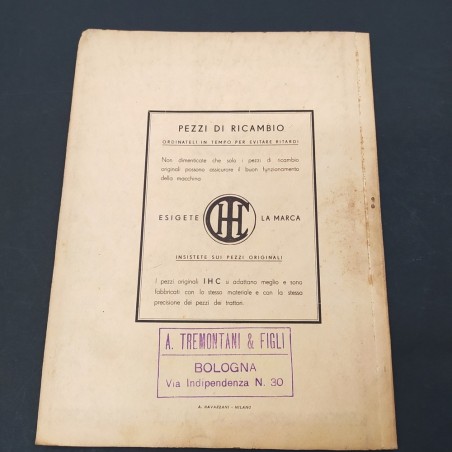 PEZZI DI RICAMBIO
ORDINATELI IN TEMPO PER EVITARE RITARDI
Non dimenticate che solo i pezzi di ricambio
originali possono assicurare il buon funzionamento
della macchina.
ESIGETE IHC LA MARCA
INSISTETE SUI PEZZI ORIGINALI
I pezzi originali IHC si adattano meglio e sono
fabbricati con lo stesso materiale e con la stessa
precisione dei pezzi dei trattori.
A. TREMONTANI & FIGLI
BOLOGNA
Via Indipendenza N. 30
A. GAVAZZANI - MILANO